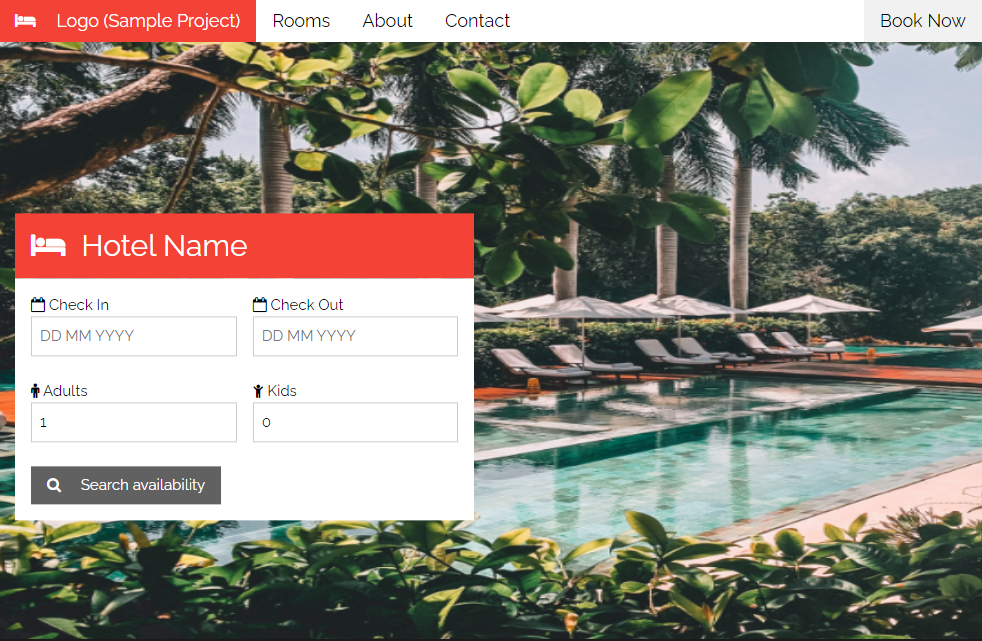 Logo (Sample Project) Rooms About Contact Book Now
Hotel Name
Check In Check Out
DD MM YYYY DD MM YYYY
Adults Kids
1 0
Search availability